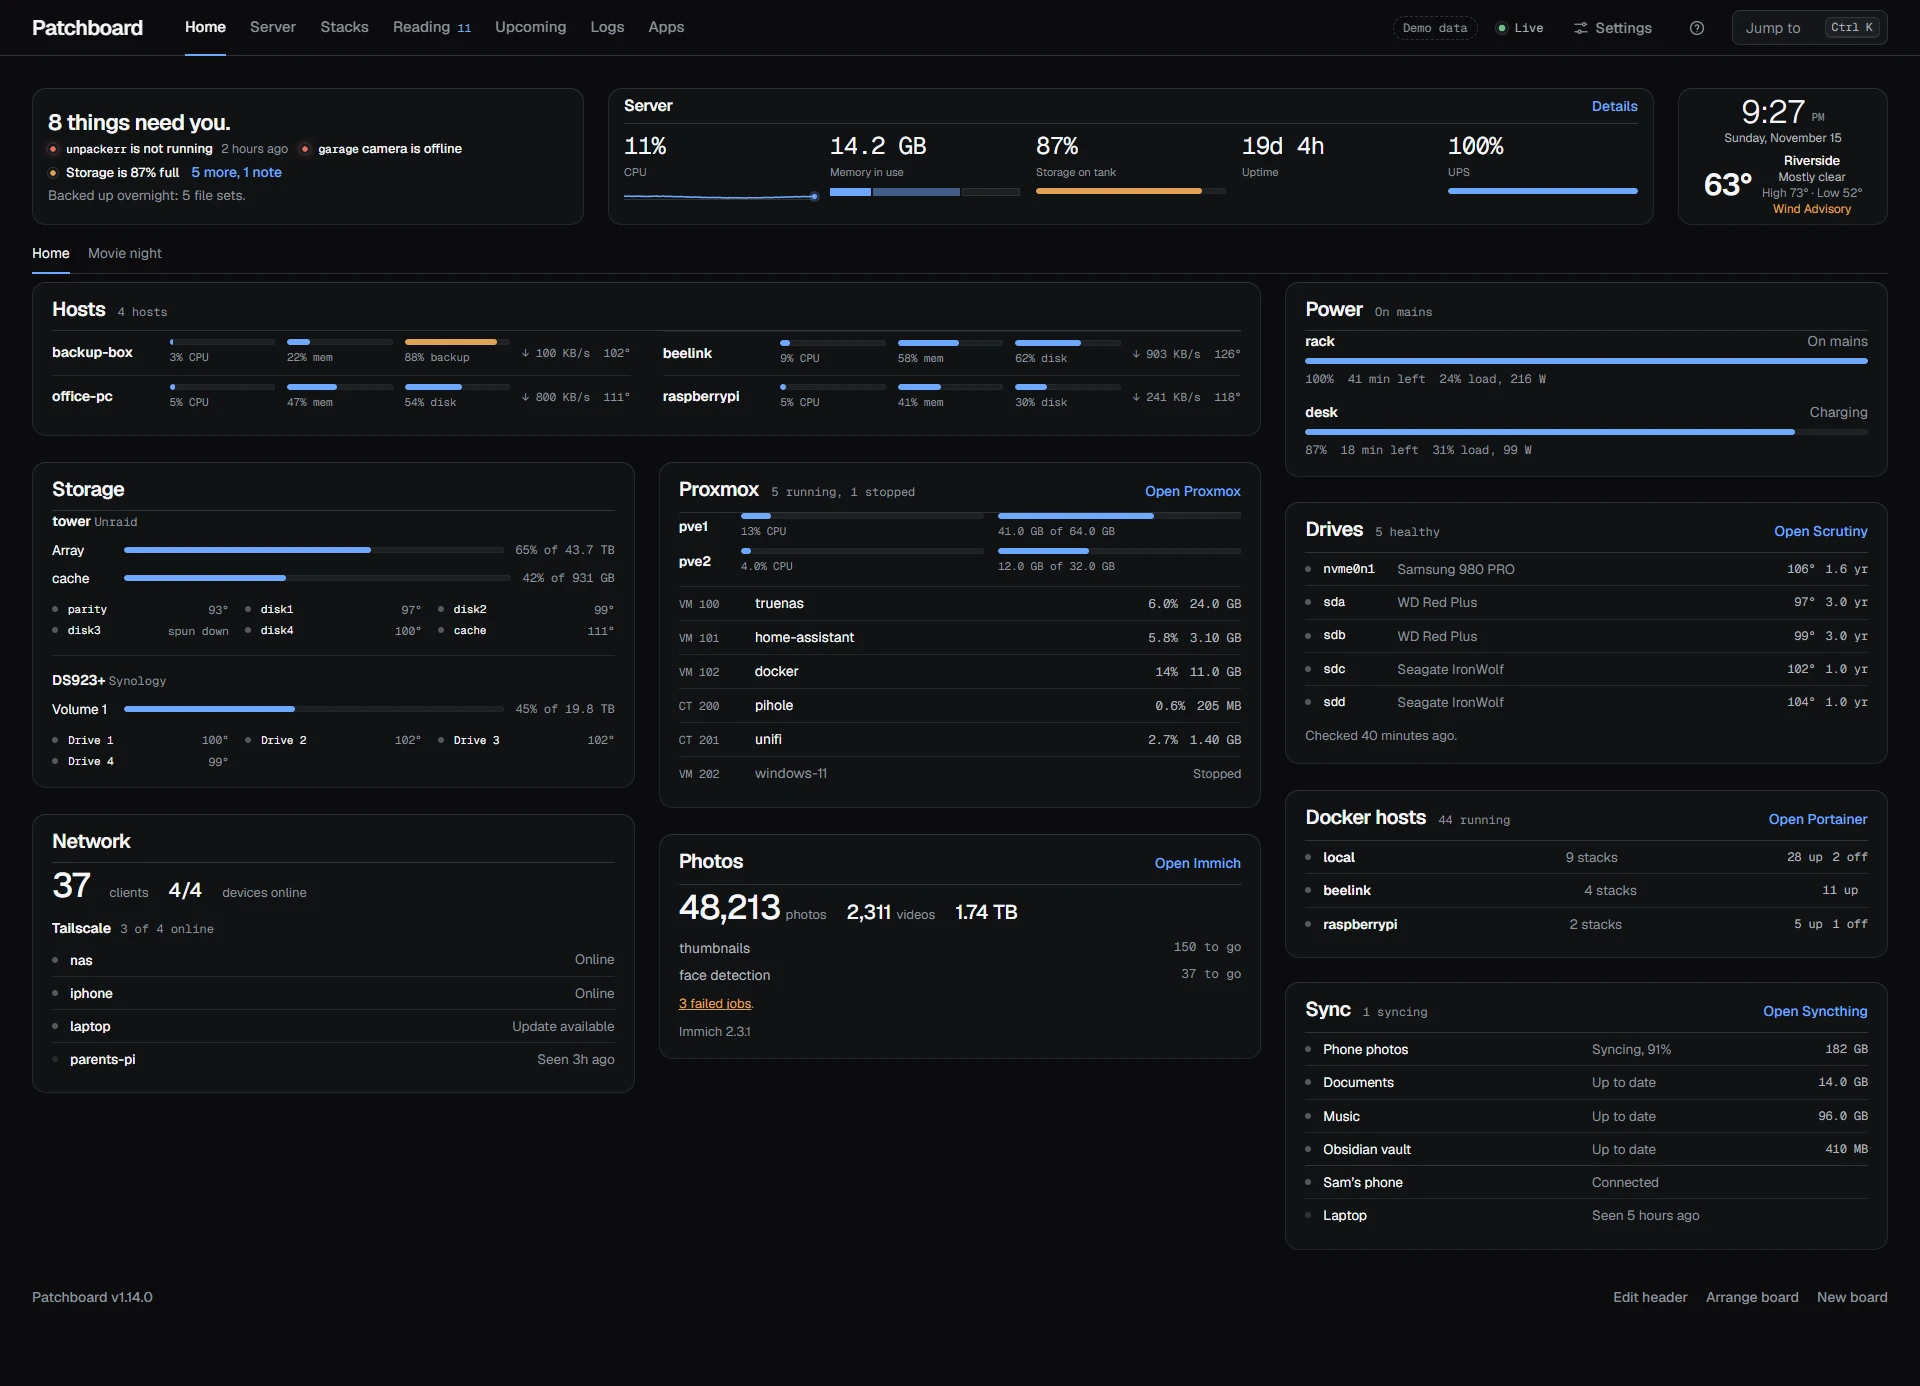 Patchboard
Home Server Stacks Reading 11 Upcoming Logs Apps
Demo data Live Settings Jump to Ctrl K
8 things need you.
unpackerr is not running 2 hours ago garage camera is offline
Storage is 87% full 5 more, 1 note
Backed up overnight: 5 file sets.
Server Details
11% 14.2 GB 87% 19d 4h 100%
CPU Memory in use Storage on tank Uptime UPS
9:27 PM
Sunday, November 15
63°
Riverside
Mostly clear
High 73° · Low 52°
Wind Advisory
Home Movie night
Hosts 4 hosts
backup-box 3% CPU 22% mem 88% backup ↓ 100 KB/s 102°
beelink 9% CPU 58% mem 62% disk ↓ 903 KB/s 126°
office-pc 5% CPU 47% mem 54% disk ↓ 800 KB/s 111°
raspberrypi 5% CPU 41% mem 30% disk ↓ 241 KB/s 118°
Power On mains
rack On mains
100% 41 min left 24% load, 216 W
desk Charging
87% 18 min left 31% load, 99 W
Storage
tower Unraid
Array 65% of 43.7 TB
cache 42% of 931 GB
parity 93° disk1 97° disk2 99°
disk3 spun down disk4 100° cache 111°
DS923+ Synology
Volume 1 45% of 19.8 TB
Drive 1 100° Drive 2 102° Drive 3 102°
Drive 4 99°
Proxmox 5 running, 1 stopped Open Proxmox
pve1 13% CPU 41.0 GB of 64.0 GB
pve2 4.0% CPU 12.0 GB of 32.0 GB
VM 100 truenas 6.0% 24.0 GB
VM 101 home-assistant 5.8% 3.10 GB
VM 102 docker 14% 11.0 GB
CT 200 pihole 0.6% 205 MB
CT 201 unifi 2.7% 1.40 GB
VM 202 windows-11 Stopped
Drives 5 healthy Open Scrutiny
nvme0n1 Samsung 980 PRO 106° 1.6 yr
sda WD Red Plus 97° 3.0 yr
sdb WD Red Plus 99° 3.0 yr
sdc Seagate IronWolf 102° 1.0 yr
sdd Seagate IronWolf 104° 1.0 yr
Checked 40 minutes ago.
Network
37 clients 4/4 devices online
Tailscale 3 of 4 online
nas Online
iphone Online
laptop Update available
parents-pi Seen 3h ago
Photos Open Immich
48,213 photos 2,311 videos 1.74 TB
thumbnails 150 to go
face detection 37 to go
3 failed jobs.
Immich 2.3.1
Docker hosts 44 running Open Portainer
local 9 stacks 28 up 2 off
beelink 4 stacks 11 up
raspberrypi 2 stacks 5 up 1 off
Sync 1 syncing Open Syncthing
Phone photos Syncing, 91% 182 GB
Documents Up to date 14.0 GB
Music Up to date 96.0 GB
Obsidian vault Up to date 410 MB
Sam's phone Connected
Laptop Seen 5 hours ago
Patchboard v1.14.0 Edit header Arrange board New board